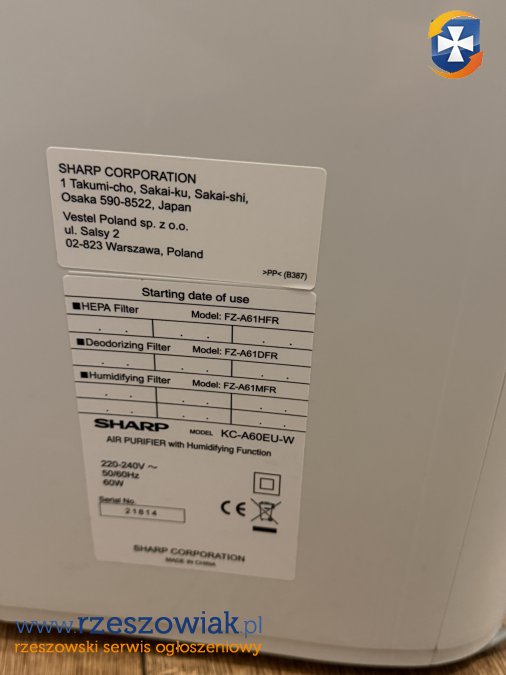 SHARP CORPORATION
1 Takumi-cho, Sakai-ku, Sakai-shi,
Osaka 590-8522, Japan
Vestel Poland sp. z o.o.
ul. Salsy 2
02-823 Warszawa, Poland
>PP< (B387)
Starting date of use
■HEPA Filter Model: FZ-A61HFR
■Deodorizing Filter Model: FZ-A61DFR
■Humidifying Filter Model: FZ-A61MFR
SHARP MODEL KC-A60EU-W
AIR PURIFIER with Humidifying Function
220-240V ~
50/60Hz
60W
Serial No.
21814
CE
SHARP CORPORATION
MADE IN CHINA
www.rzeszowiak.pl
rzeszowski serwis ogłoszeniowy